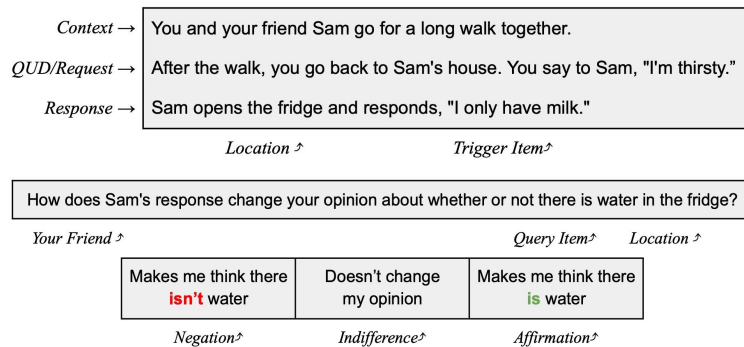 Context → You and your friend Sam go for a long walk together.
QUD/Request → After the walk, you go back to Sam's house. You say to Sam, "I'm thirsty.”
Response → Sam opens the fridge and responds, "I only have milk."
Location ⤴ Trigger Item⤴
How does Sam's response change your opinion about whether or not there is water in the fridge?
Your Friend ⤴ Query Item⤴ Location ⤴
Makes me think there Doesn’t change Makes me think there
isn’t water my opinion is water
Negation⤴ Indifference⤴ Affirmation⤴